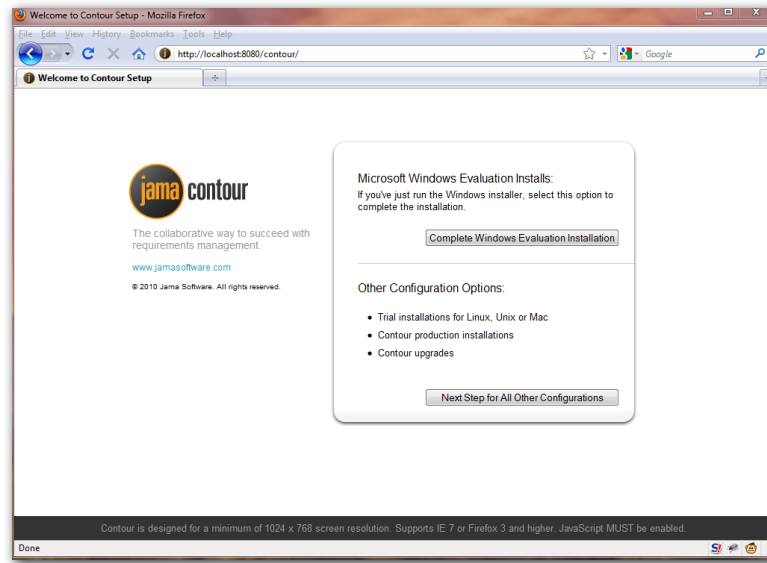 Welcome to Contour Setup - Mozilla Firefox
File Edit View History Bookmarks Tools Help
http://localhost:8080/contour/
Google
Welcome to Contour Setup
jama contour
The collaborative way to succeed with
requirements management.
www.jamasoftware.com
© 2010 Jama Software. All rights reserved.
Microsoft Windows Evaluation Installs:
If you've just run the Windows installer, select this option to
complete the installation.
Complete Windows Evaluation Installation
Other Configuration Options:
• Trial installations for Linux, Unix or Mac
• Contour production installations
• Contour upgrades
Next Step for All Other Configurations
Contour is designed for a minimum of 1024 x 768 screen resolution. Supports IE 7 or Firefox 3 and higher. JavaScript MUST be enabled.
Done